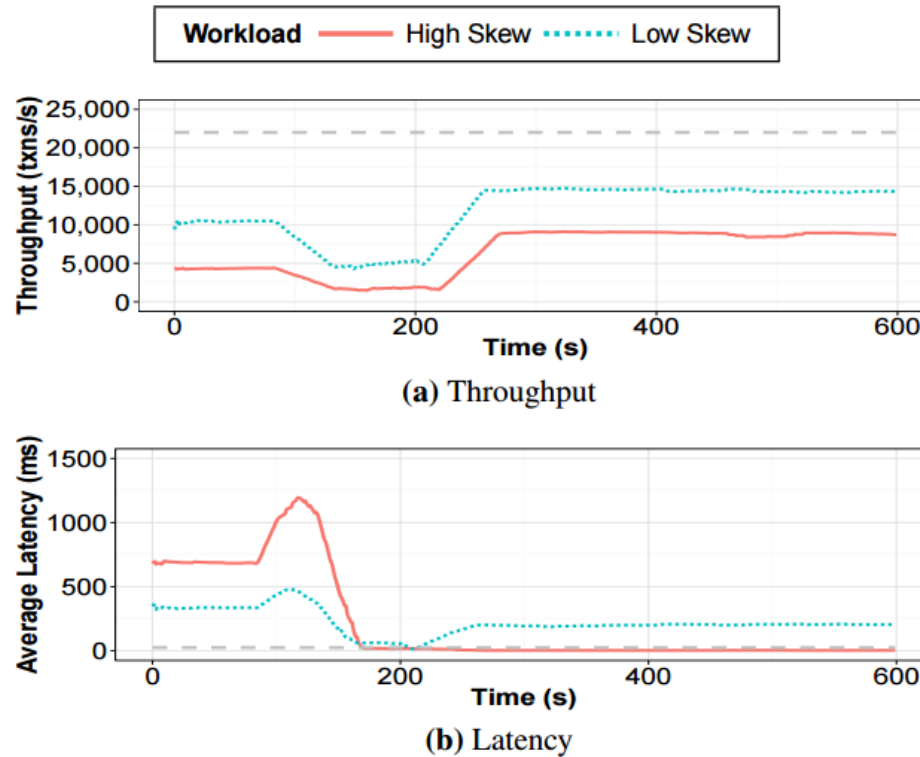 Workload High Skew Low Skew
Throughput (txns/s)
25,000
22,000
15,000
10,000
5,000
0
0 200 400 600
Time (s)
(a) Throughput
Average Latency (ms)
1500
1000
500
0
0 200 400 600
Time (s)
(b) Latency